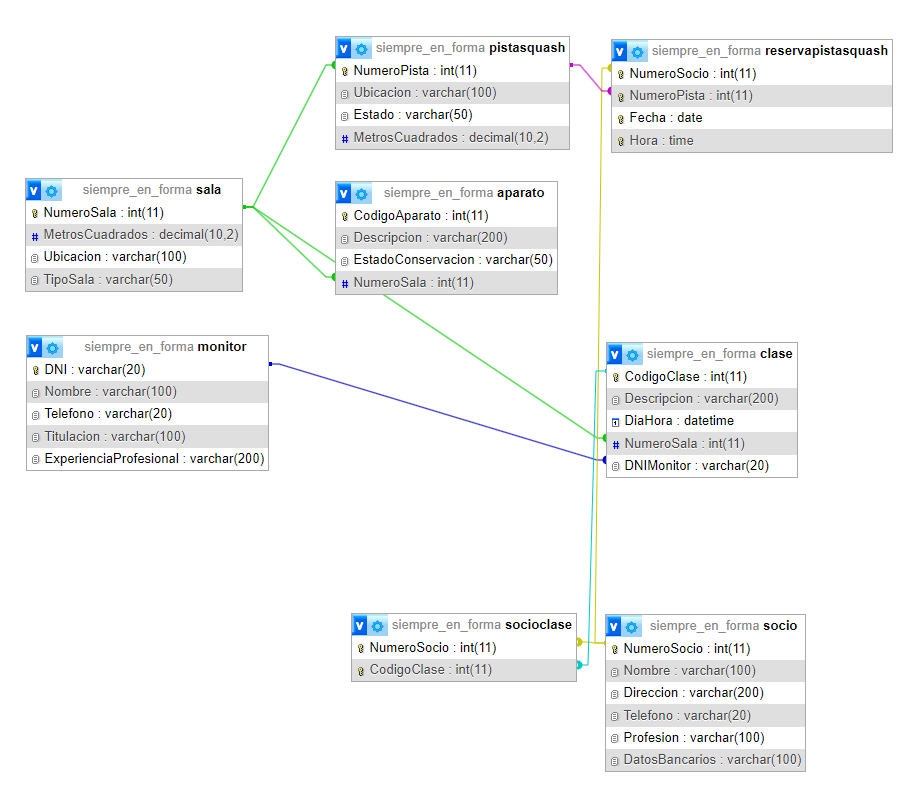 siempre_en_forma pistasquash
NumeroPista : int(11)
Ubicacion : varchar(100)
Estado : varchar(50)
MetrosCuadrados : decimal(10,2)
siempre_en_forma reservapistasquash
NumeroSocio : int(11)
NumeroPista : int(11)
Fecha : date
Hora : time
siempre_en_forma sala
NumeroSala : int(11)
MetrosCuadrados : decimal(10,2)
Ubicacion : varchar(100)
TipoSala : varchar(50)
siempre_en_forma aparato
CodigoAparato : int(11)
Descripcion : varchar(200)
EstadoConservacion : varchar(50)
NumeroSala : int(11)
siempre_en_forma monitor
DNI : varchar(20)
Nombre : varchar(100)
Telefono : varchar(20)
Titulacion : varchar(100)
ExperienciaProfesional : varchar(200)
siempre_en_forma clase
CodigoClase : int(11)
Descripcion : varchar(200)
DiaHora : datetime
NumeroSala : int(11)
DNIMonitor : varchar(20)
siempre_en_forma socioclase
NumeroSocio : int(11)
CodigoClase : int(11)
siempre_en_forma socio
NumeroSocio : int(11)
Nombre : varchar(100)
Direccion : varchar(200)
Telefono : varchar(20)
Profesion : varchar(100)
DatosBancarios : varchar(100)